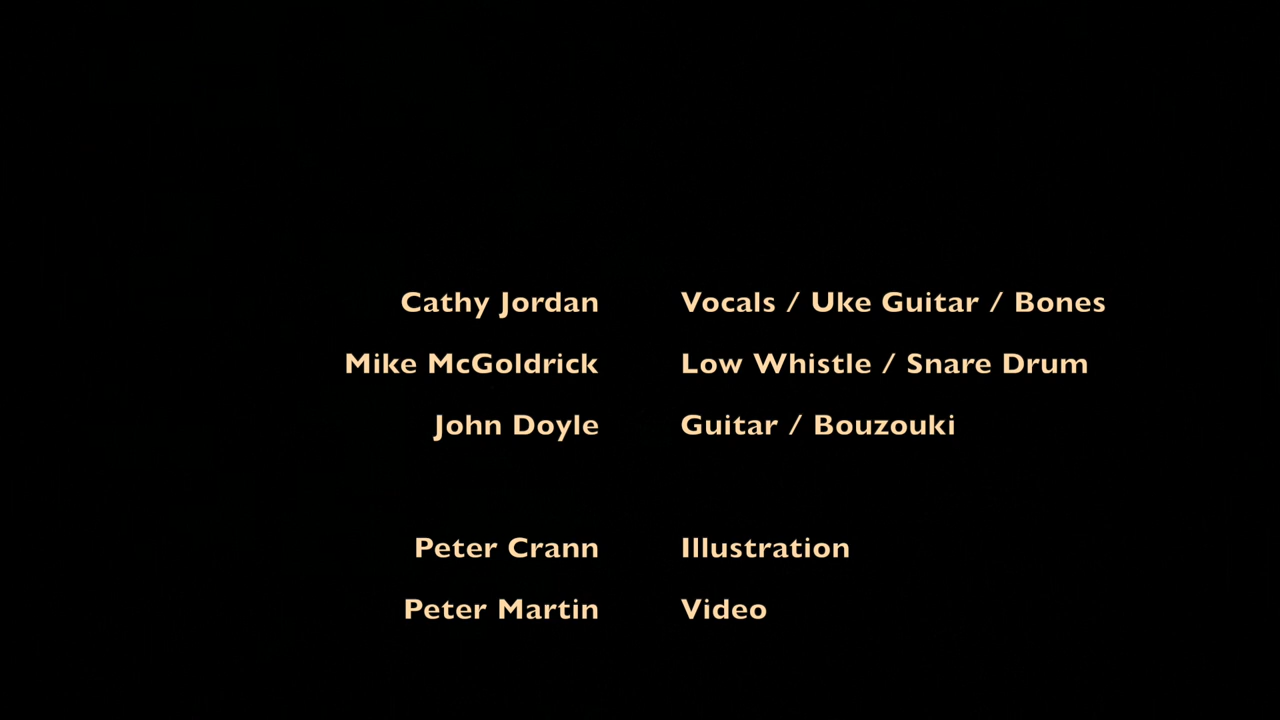 Cathy Jordan Vocals / Uke Guitar / Bones
Mike McGoldrick Low Whistle / Snare Drum
John Doyle Guitar / Bouzouki
Peter Crann Illustration
Peter Martin Video